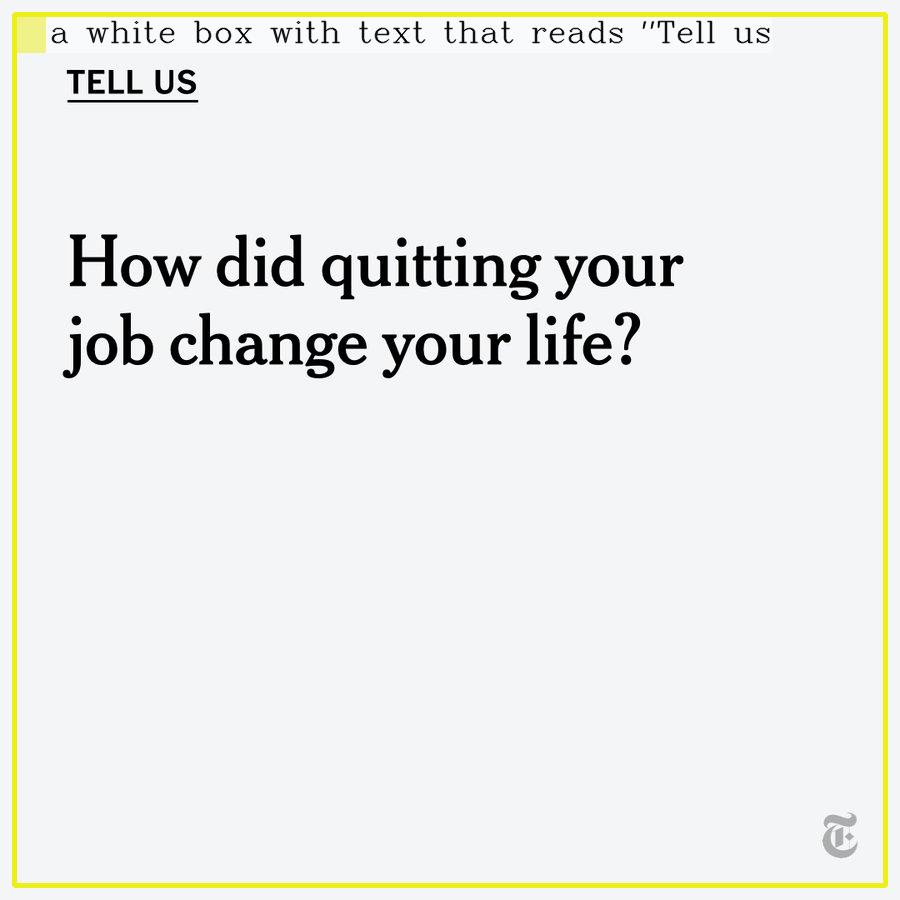 a white box with text that reads "Tell us
TELL US
How did quitting your
job change your life?
T